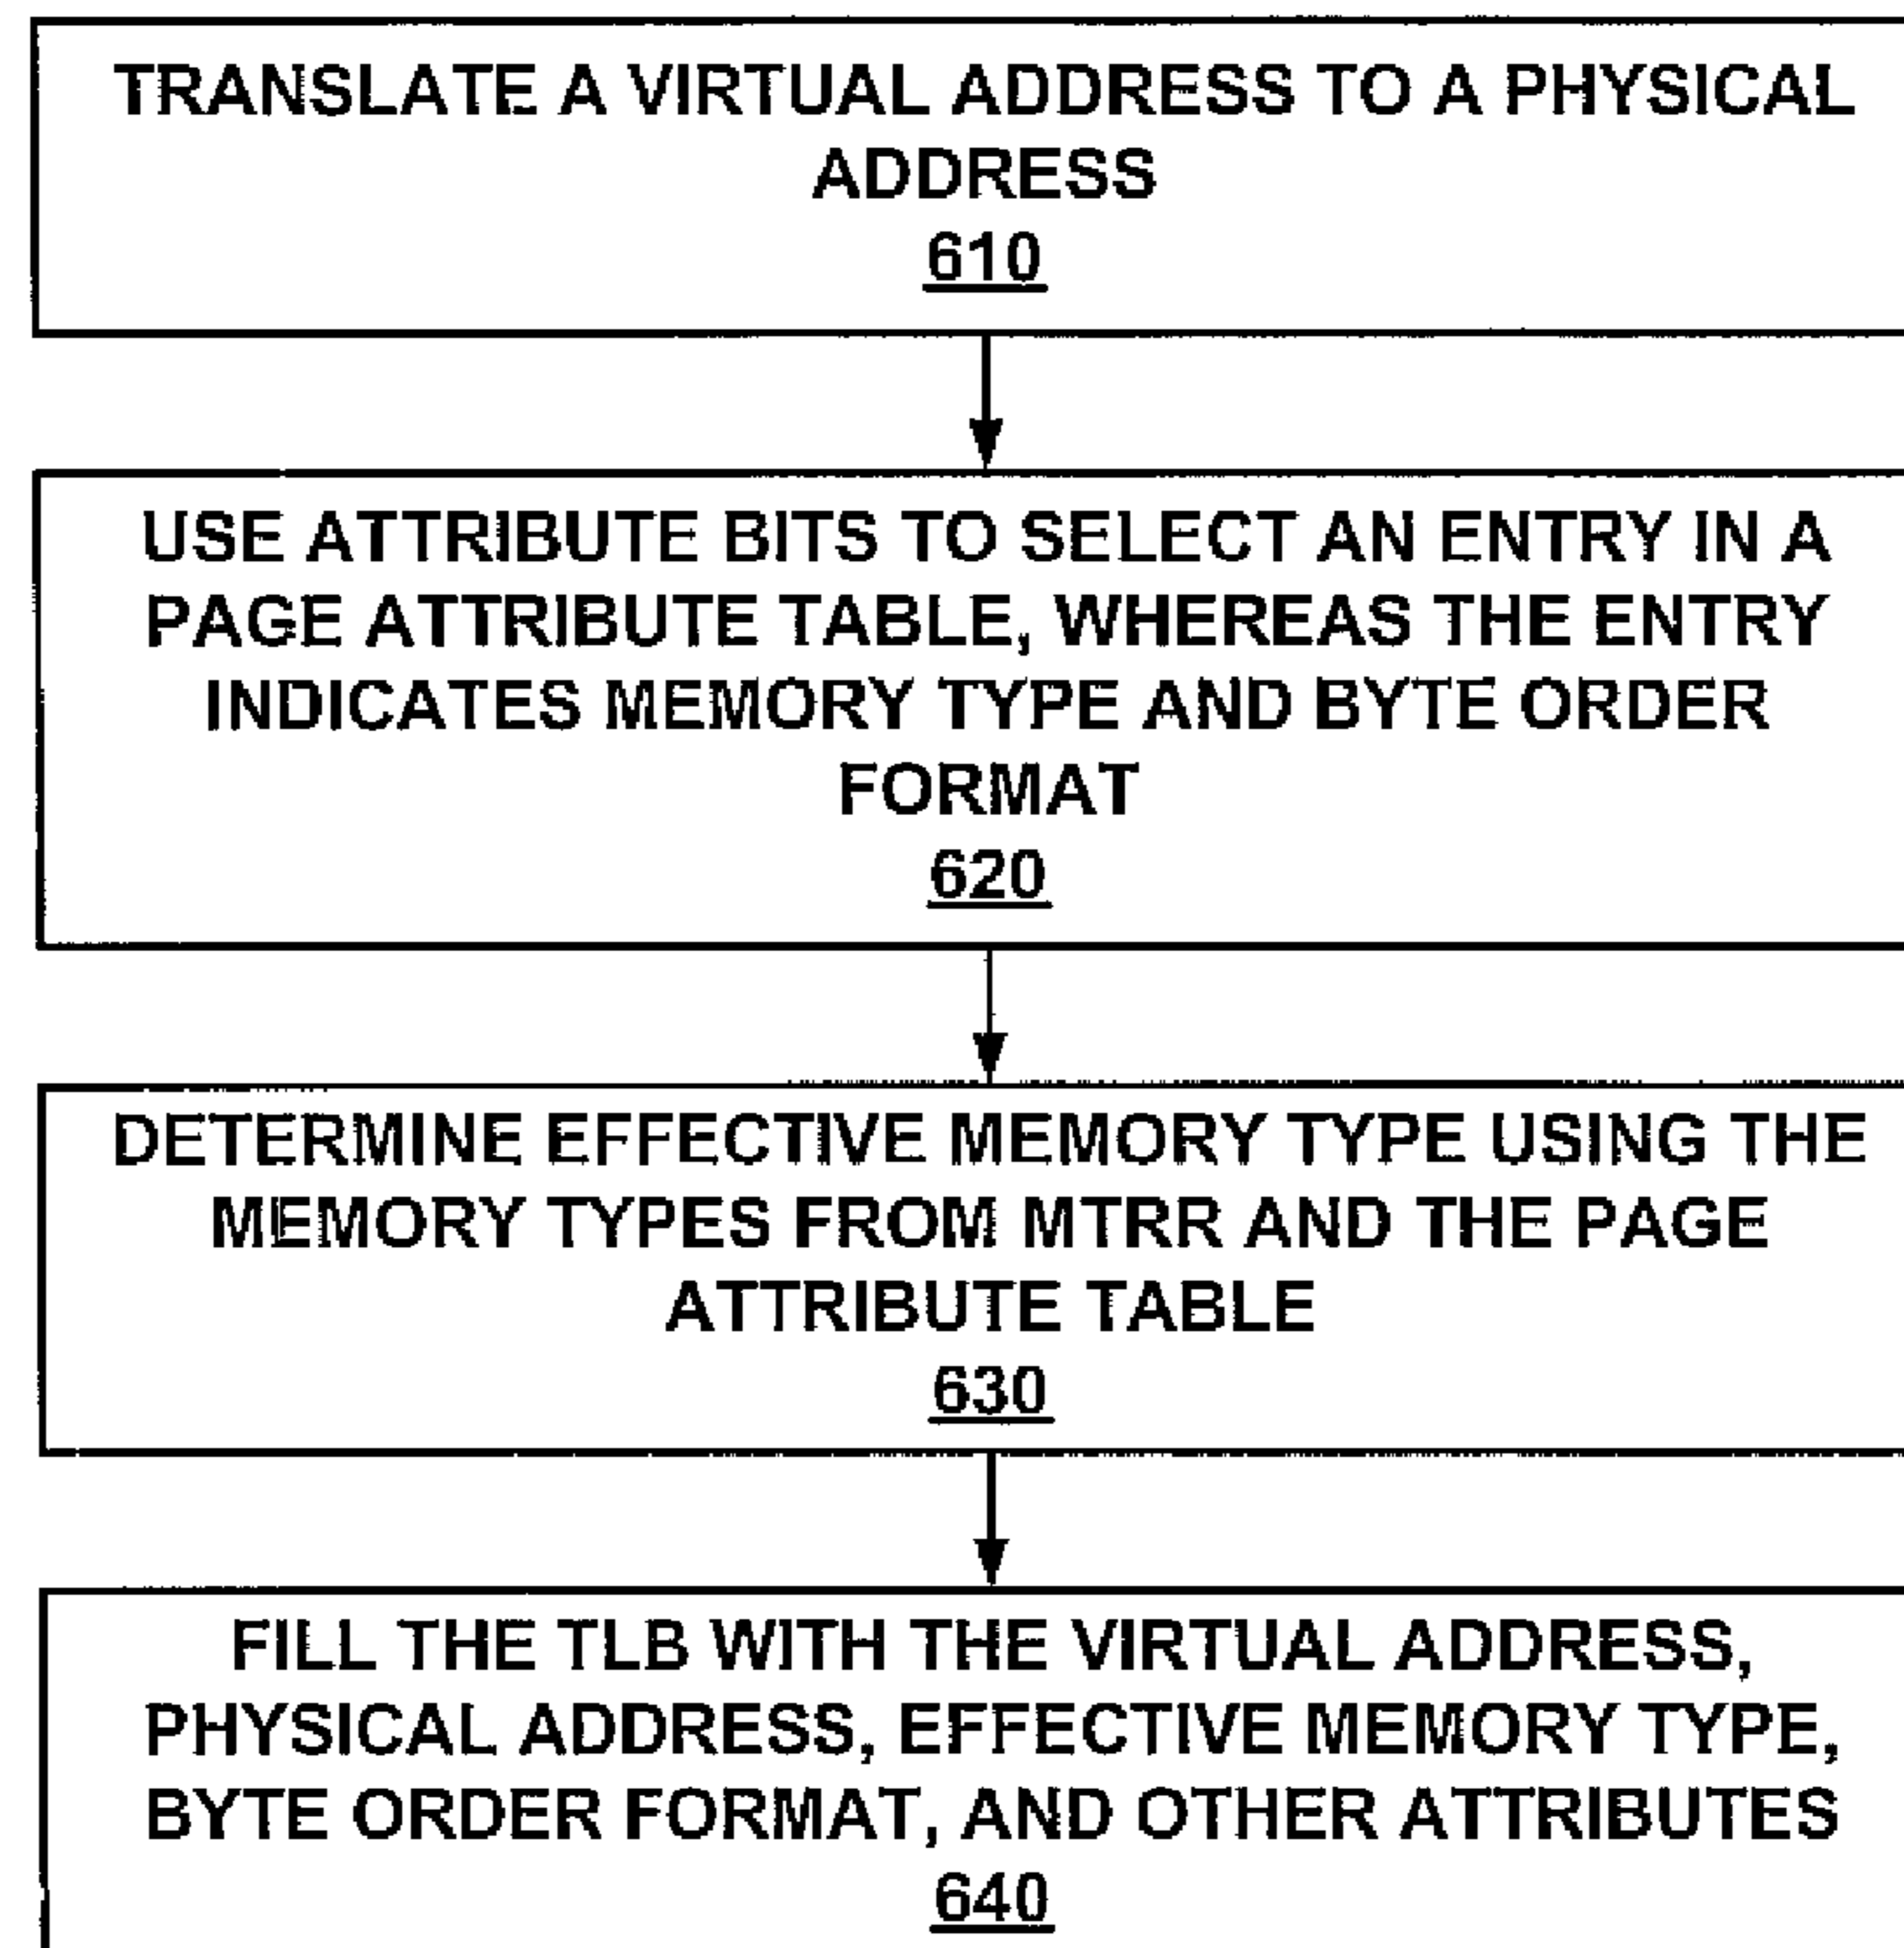 TRANSLATE A VIRTUAL ADDRESS TO A PHYSICAL
ADDRESS
610
USE ATTRIBUTE BITS TO SELECT AN ENTRY IN A
PAGE ATTRIBUTE TABLE, WHEREAS THE ENTRY
INDICATES MEMORY TYPE AND BYTE ORDER
FORMAT
620
DETERMINE EFFECTIVE MEMORY TYPE USING THE
MEMORY TYPES FROM MTRR AND THE PAGE
ATTRIBUTE TABLE
630
FILL THE TLB WITH THE VIRTUAL ADDRESS,
PHYSICAL ADDRESS, EFFECTIVE MEMORY TYPE,
BYTE ORDER FORMAT, AND OTHER ATTRIBUTES
640